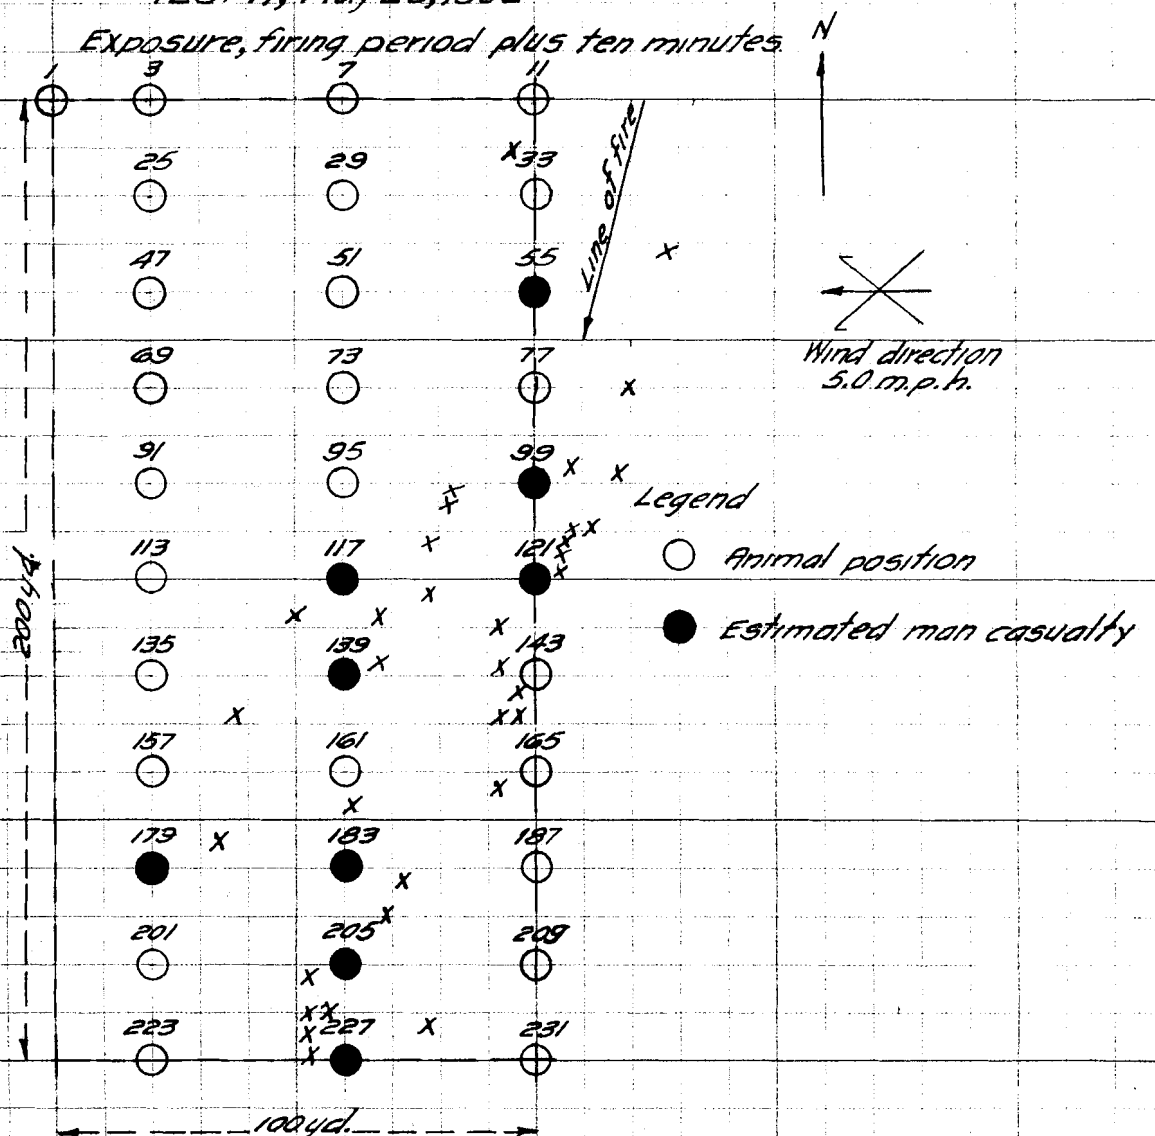 Exposure, firing period plus ten minutes
N
1 3 7 11
Line of fire
25 29 33
47 51 55
69 73 77
Wind direction
5.0 m.p.h.
91 95 99
Legend
113 117 121
Animal position
200 yd.
Estimated man casualty
135 139 143
157 161 165
179 183 187
201 205 209
223 227 231
100 yd.